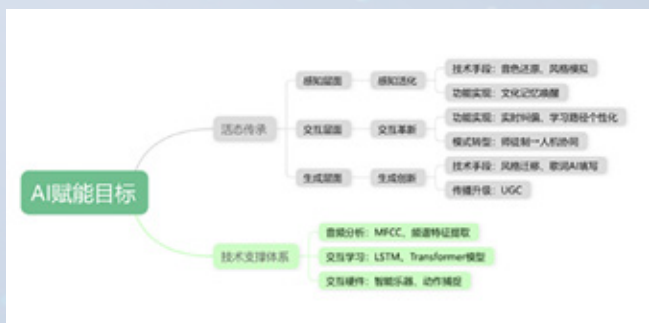 AI赋能目标
活态传承
感知层面
感知活化
技术手段：音色还原、风格模拟
功能实现：文化记忆唤醒
交互层面
交互革新
功能实现：实时纠偏、学习路径个性化
模式转型：师徒制—人机协同
生成层面
生成创新
技术手段：风格迁移、歌词AI填写
传播升级：UGC
技术支撑体系
音频分析：MFCC、频谱特征提取
交互学习：LSTM、Transformer模型
交互硬件：智能乐器、动作捕捉